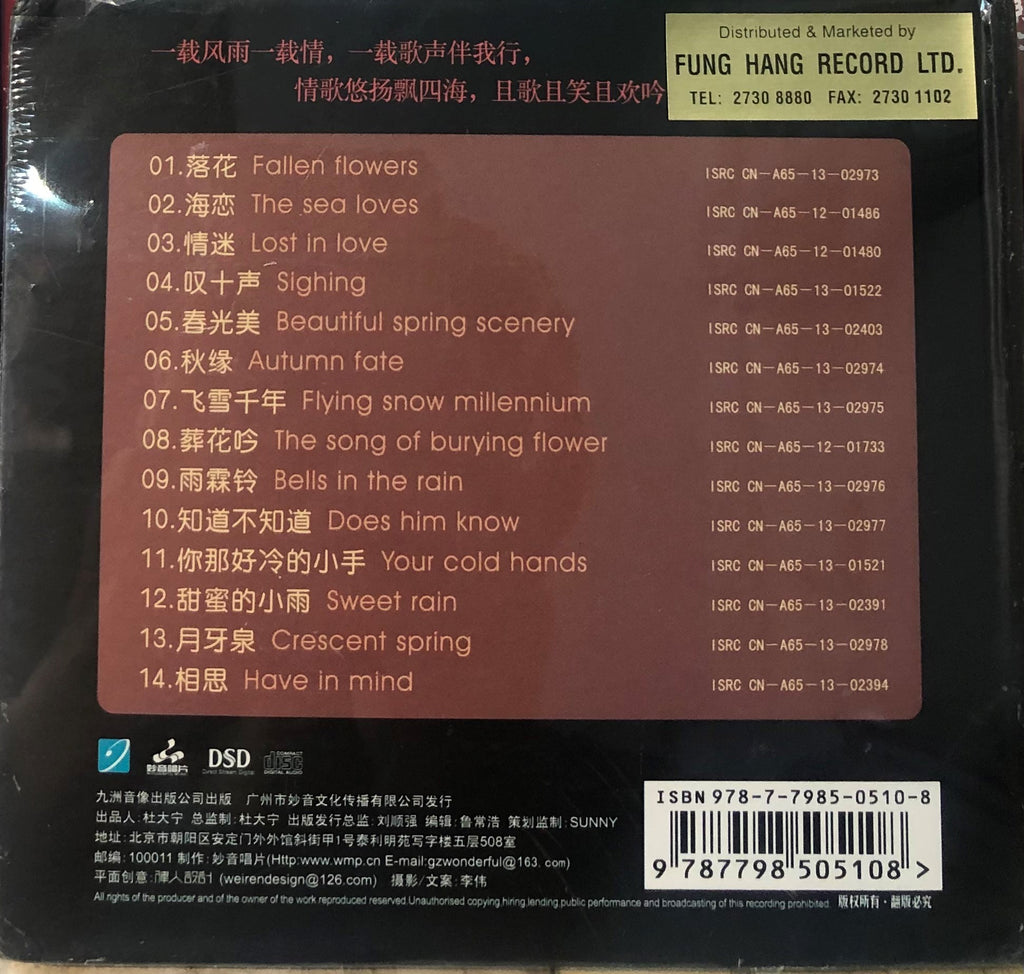 一载风雨一载情，一载歌声伴我行，
情歌悠扬飘四海，且歌且笑且欢吟
Distributed & Marketed by
FUNG HANG RECORD LTD.
TEL: 2730 8880 FAX: 2730 1102
01.落花 Fallen flowers ISRC CN-A65-13-02973
02.海恋 The sea loves ISRC CN-A65-12-01486
03.情迷 Lost in love ISRC CN-A65-12-01480
04.叹十声 Sighing ISRC CN-A65-13-01522
05.春光美 Beautiful spring scenery ISRC CN-A65-13-02403
06.秋缘 Autumn fate ISRC CN-A65-13-02974
07.飞雪千年 Flying snow millennium ISRC CN-A65-13-02975
08.葬花吟 The song of burying flower ISRC CN-A65-12-01733
09.雨霖铃 Bells in the rain ISRC CN-A65-13-02976
10.知道不知道 Does him know ISRC CN-A65-13-02977
11.你那好冷的小手 Your cold hands ISRC CN-A65-13-01521
12.甜蜜的小雨 Sweet rain ISRC CN-A65-13-02391
13.月牙泉 Crescent spring ISRC CN-A65-13-02978
14.相思 Have in mind ISRC CN-A65-13-02394
妙音唱片
DSD
Direct Stream Digital
COMPACT
disc
DIGITAL AUDIO
九洲音像出版公司出版 广州市妙音文化传播有限公司发行
出品人:杜大宁 总监制:杜大宁 出版发行总监:刘顺强 编辑:鲁常浩 策划监制:SUNNY
地址:北京市朝阳区安定门外外馆斜街甲1号泰利明苑写字楼五层508室
邮编:100011 制作:妙音唱片(Http:www.wmp.cn E-mail:gzwonderful@163.com)
平面创意: (weirendesign@126.com) 摄影/文案:李伟
All rights of the producer and of the owner of the work reproduced reserved.Unauthorised copying,hiring,lending,public performance and broadcasting of this recording prohibited. 版权所有·翻版必究
ISBN 978-7-7985-0510-8
9 787798 505108 >